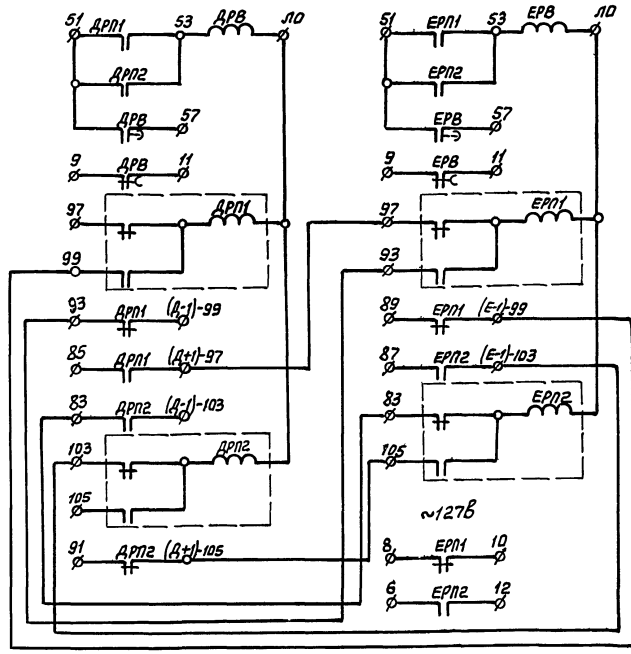 51 ДРП1 53 ДРВ ЛО
ДРП2
ДРВ 57
9 ДРВ 11
97 ДРП1
99
93 ДРП1 (Д-1)-99
85 ДРП1 (Д+1)-97
83 ДРП2 (Д-1)-103
103 ДРП2
105
91 ДРП2 (Д+1)-105
51 ЕРП1 53 ЕРВ ЛО
ЕРП2
ЕРВ 57
9 ЕРВ 11
97 ЕРП1
93
89 ЕРП1 (Е-1)-99
87 ЕРП2 (Е-1)-103
83 ЕРП2
105
~127В
8 ЕРП1 10
6 ЕРП2 12